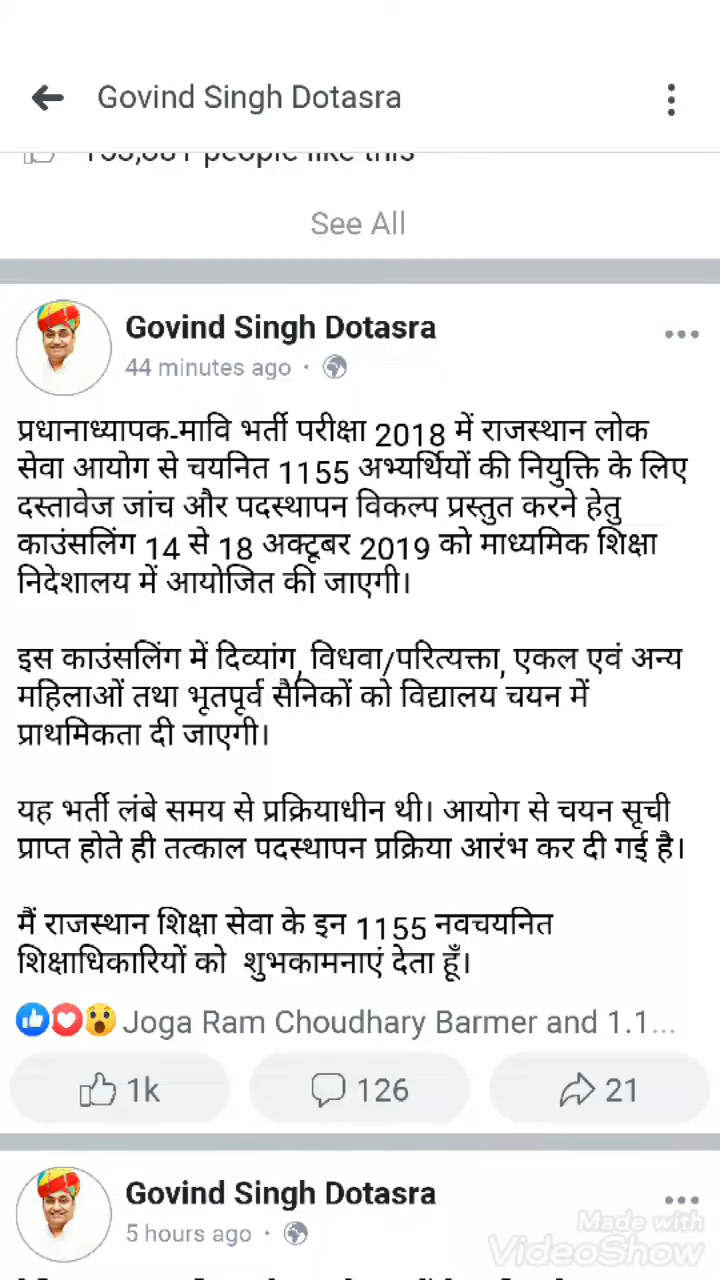 Govind Singh Dotasra
people like this
See All
Govind Singh Dotasra
44 minutes ago ·
प्रधानाध्यापक-मावि भर्ती परीक्षा 2018 में राजस्थान लोक
सेवा आयोग से चयनित 1155 अभ्यर्थियों की नियुक्ति के लिए
दस्तावेज जांच और पदस्थापन विकल्प प्रस्तुत करने हेतु
काउंसलिंग 14 से 18 अक्टूबर 2019 को माध्यमिक शिक्षा
निदेशालय में आयोजित की जाएगी।
इस काउंसलिंग में दिव्यांग, विधवा/परित्यक्ता, एकल एवं अन्य
महिलाओं तथा भूतपूर्व सैनिकों को विद्यालय चयन में
प्राथमिकता दी जाएगी।
यह भर्ती लंबे समय से प्रक्रियाधीन थी। आयोग से चयन सूची
प्राप्त होते ही तत्काल पदस्थापन प्रक्रिया आरंभ कर दी गई है।
मैं राजस्थान शिक्षा सेवा के इन 1155 नवचयनित
शिक्षाधिकारियों को शुभकामनाएं देता हूँ।
Joga Ram Choudhary Barmer and 1.1...
1k 126 21
Govind Singh Dotasra
5 hours ago ·
Made with
VideoShow